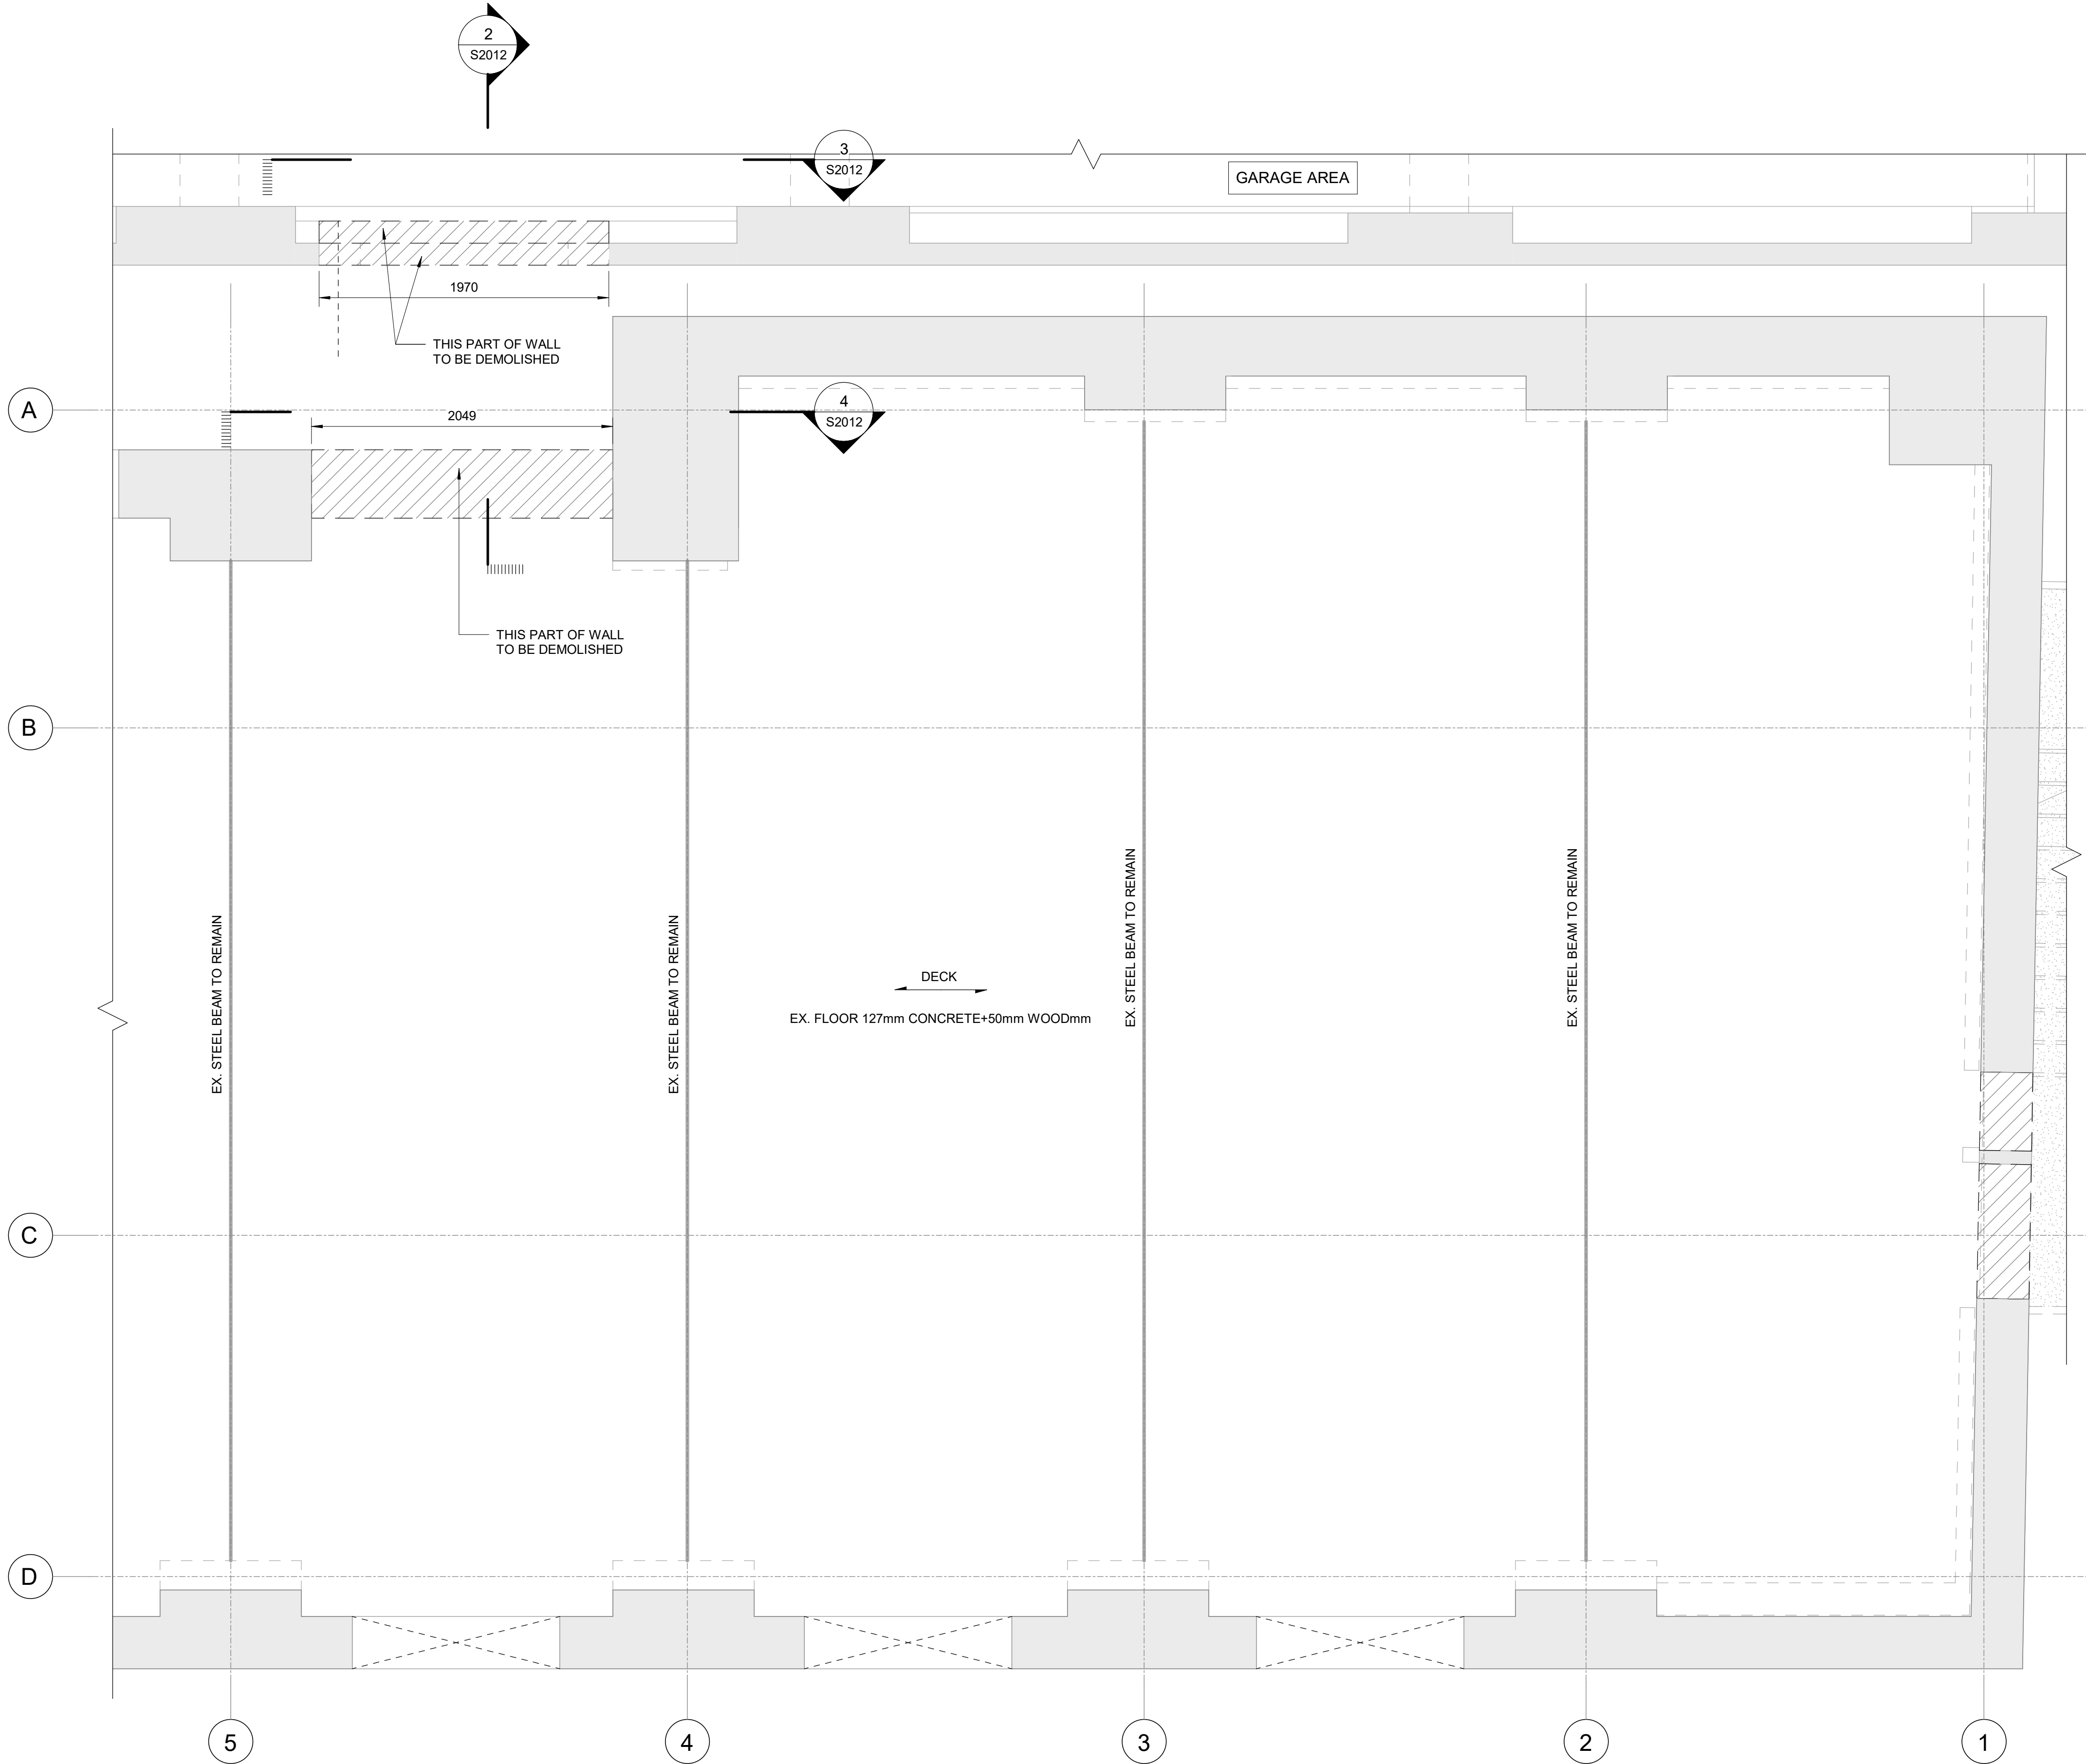 2
S2012
3
S2012
GARAGE AREA
1970
THIS PART OF WALL
TO BE DEMOLISHED
A
2049
4
S2012
THIS PART OF WALL
TO BE DEMOLISHED
B
EX. STEEL BEAM TO REMAIN
EX. STEEL BEAM TO REMAIN
EX. STEEL BEAM TO REMAIN
EX. STEEL BEAM TO REMAIN
DECK
EX. FLOOR 127mm CONCRETE+50mm WOODmm
C
D
5
4
3
2
1